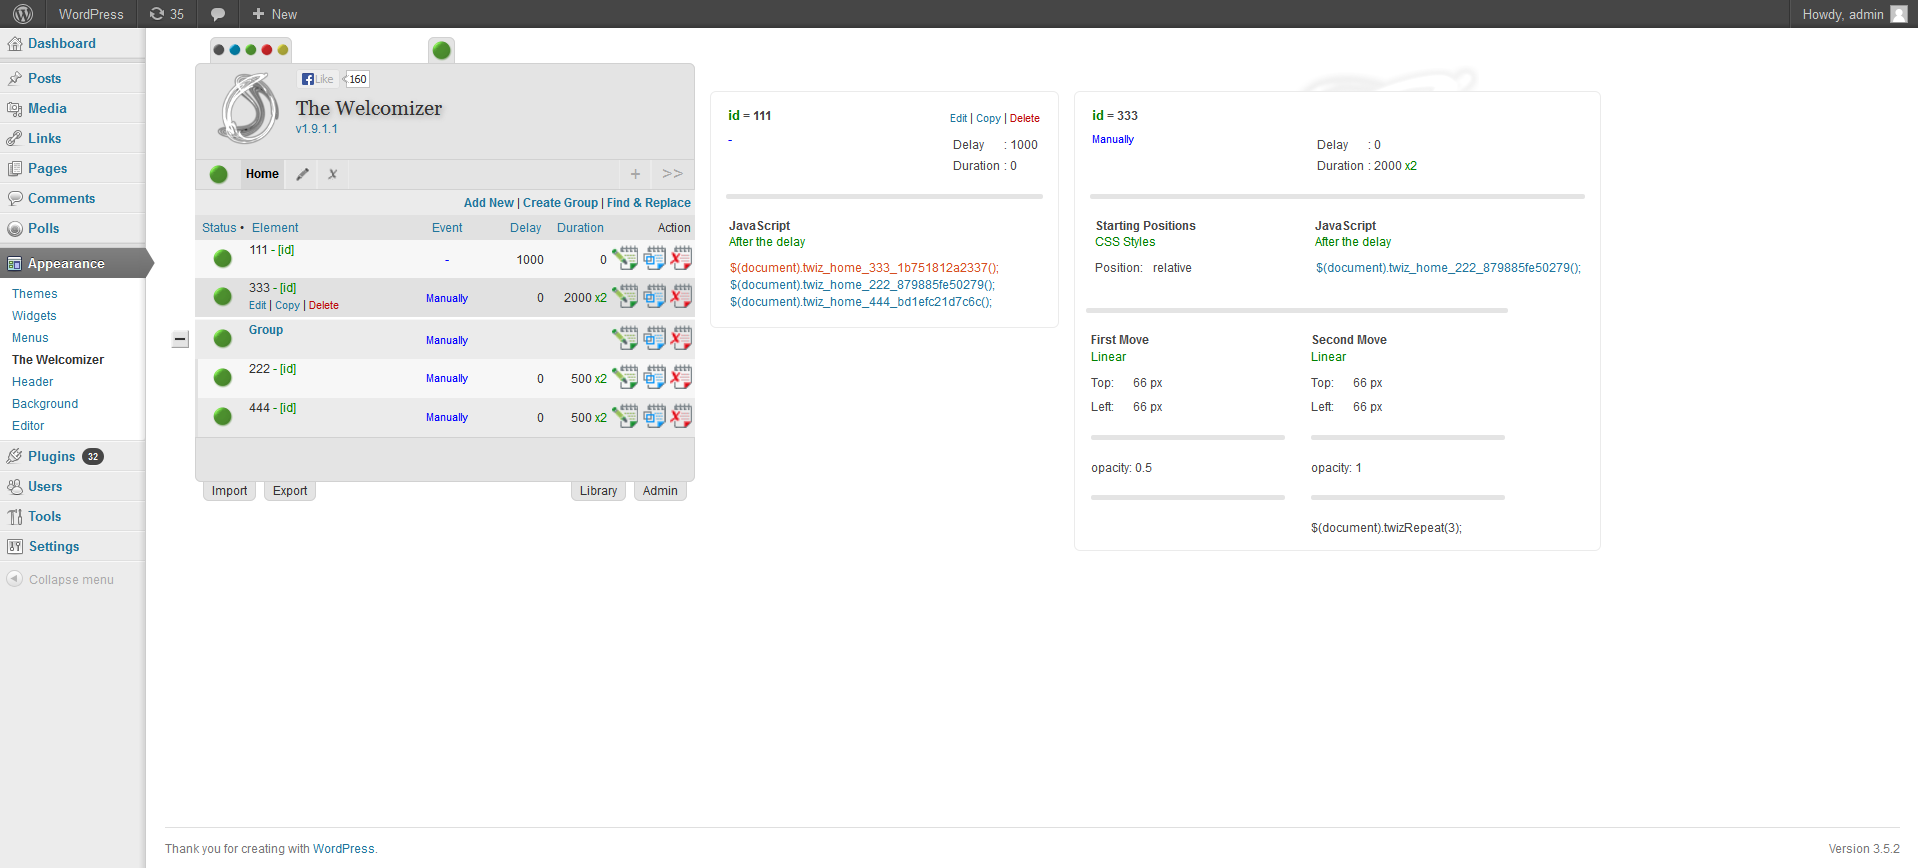 WordPress 35 + New Howdy, admin
Dashboard
Posts
Media
Links
Pages
Comments
Polls
Appearance
Themes
Widgets
Menus
The Welcomizer
Header
Background
Editor
Plugins 32
Users
Tools
Settings
Collapse menu
Like 160
The Welcomizer
v1.9.1.1
Home x + >>
Add New | Create Group | Find & Replace
Status • Element Event Delay Duration Action
111 - [id] - 1000 0
333 - [id] Manually 0 2000 x2
Edit | Copy | Delete
Group Manually
222 - [id] Manually 0 500 x2
444 - [id] Manually 0 500 x2
Import Export Library Admin
id = 111 Edit | Copy | Delete
- Delay : 1000
Duration : 0
JavaScript
After the delay
$(document).twiz_home_333_1b751812a2337();
$(document).twiz_home_222_879885fe50279();
$(document).twiz_home_444_bd1efc21d7c6c();
id = 333
Manually Delay : 0
Duration : 2000 x2
Starting Positions JavaScript
CSS Styles After the delay
Position: relative $(document).twiz_home_222_879885fe50279();
First Move Second Move
Linear Linear
Top: 66 px Top: 66 px
Left: 66 px Left: 66 px
opacity: 0.5 opacity: 1
$(document).twizRepeat(3);
Thank you for creating with WordPress. Version 3.5.2